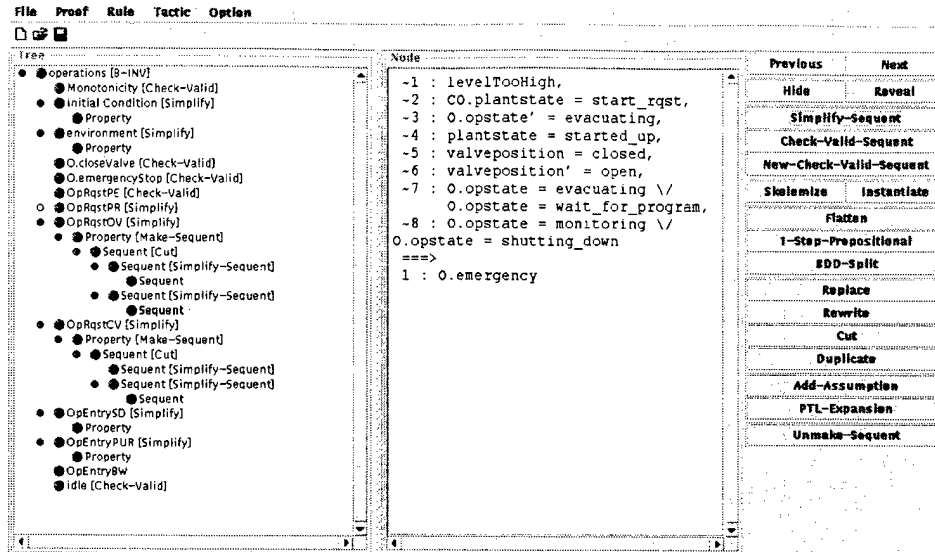 File Proof Rule Tactic Option
Tree
operations [B-INV]
Monotonicity [Check-Valid]
initial Condition [Simplify]
Property
environment [Simplify]
Property
O.closeValve [Check-Valid]
O.emergencyStop [Check-Valid]
OpRqstPE [Check-Valid]
OpRqstPR [Simplify]
OpRqstOV [Simplify]
Property [Make-Sequent]
Sequent [Cut]
Sequent [Simplify-Sequent]
Sequent
Sequent [Simplify-Sequent]
Sequent
OpRqstCV [Simplify]
Property [Make-Sequent]
Sequent [Cut]
Sequent [Simplify-Sequent]
Sequent [Simplify-Sequent]
Sequent
OpEntrySD [Simplify]
Property
OpEntryPUR [Simplify]
Property
OpEntryBW
idle [Check-Valid]
Node
~1 : levelTooHigh,
~2 : CO.plantstate = start_rqst,
~3 : O.opstate' = evacuating,
~4 : plantstate = started_up,
~5 : valveposition = closed,
~6 : valveposition' = open,
~7 : O.opstate = evacuating \/
O.opstate = wait_for_program,
~8 : O.opstate = monitoring \/
O.opstate = shutting_down
===>
1 : O.emergency
Previous Next
Hide Reveal
Simplify-Sequent
Check-Valid-Sequent
New-Check-Valid-Sequent
Skolemize Instantiate
Flatten
1-Step-Prepositional
BDD-Split
Replace
Rewrite
Cut
Duplicate
Add-Assumption
PTL-Expansion
Unmake-Sequent